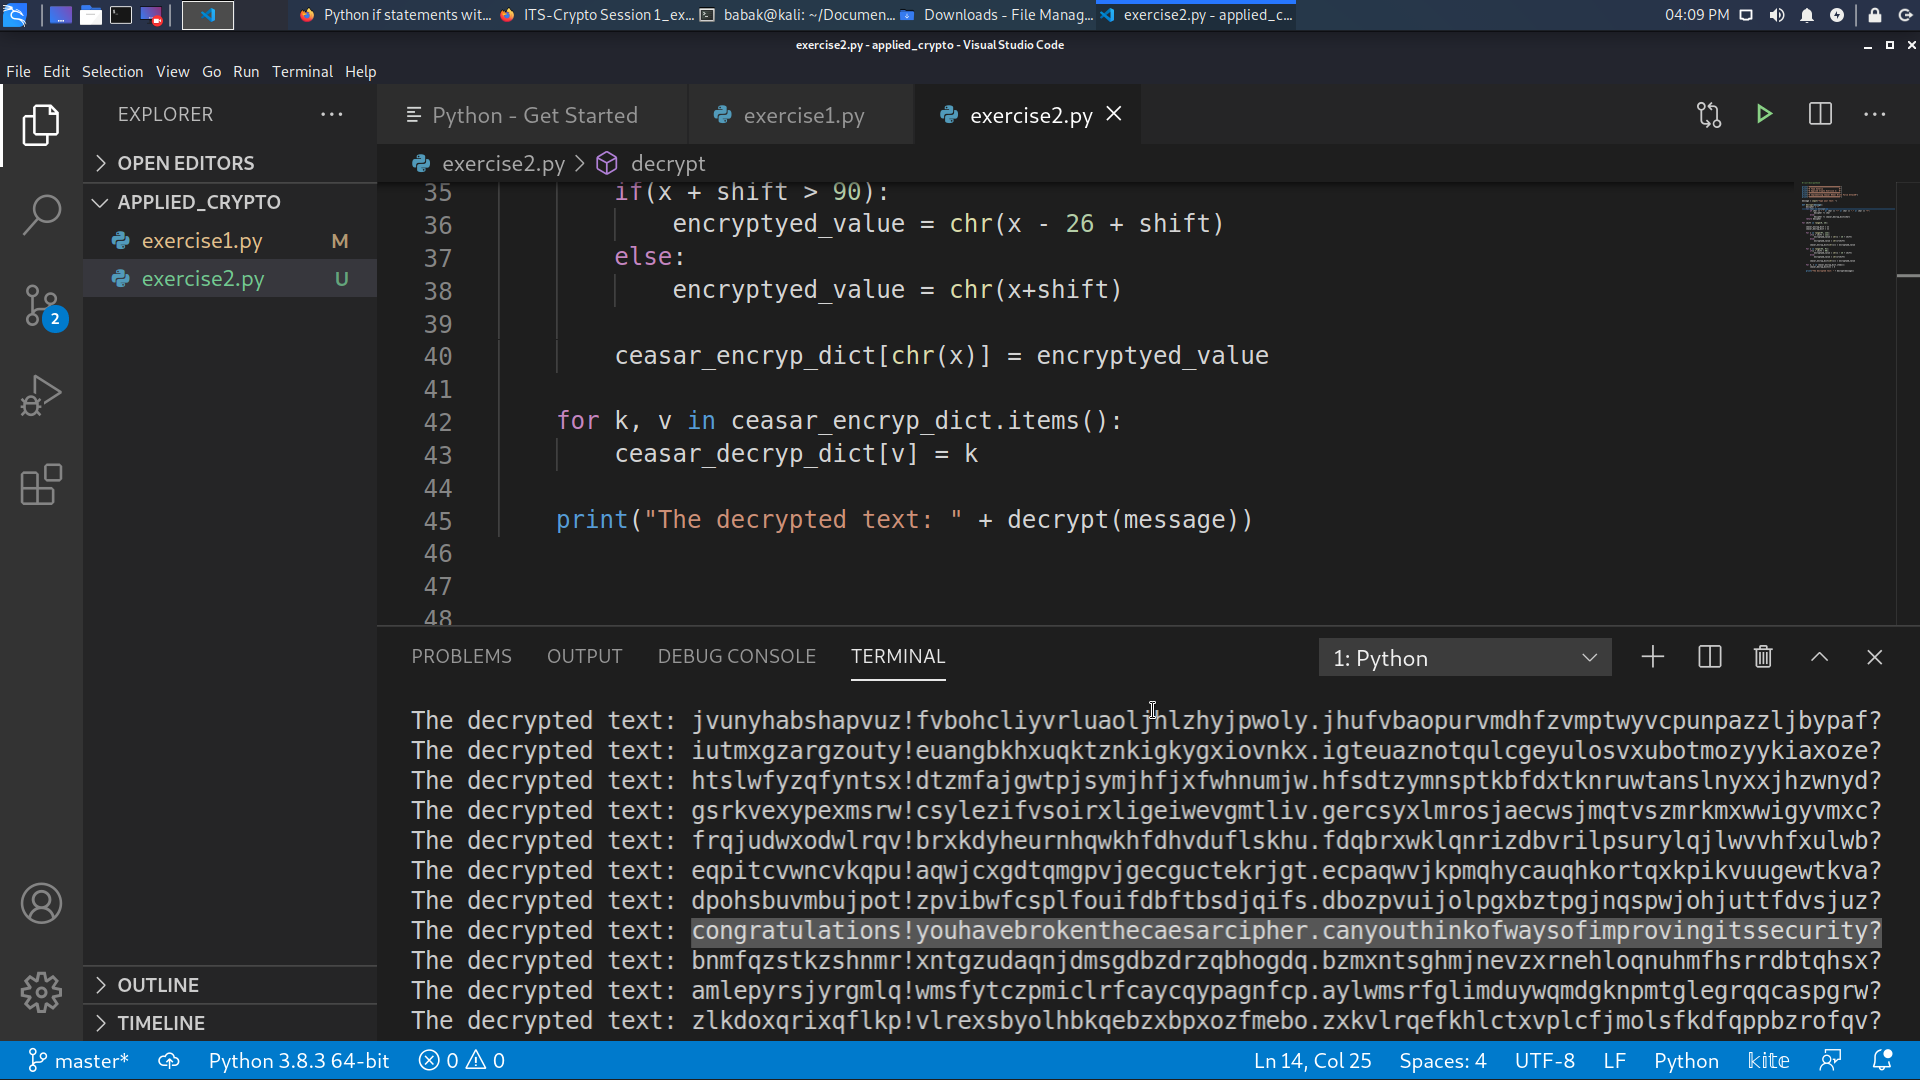 Python if statements wit...
ITS-Crypto Session 1_ex...
babak@kali: ~/Documen...
Downloads - File Manag...
exercise2.py - applied_c...
04:09 PM
exercise2.py - applied_crypto - Visual Studio Code
File Edit Selection View Go Run Terminal Help
EXPLORER
Python - Get Started
exercise1.py
exercise2.py
OPEN EDITORS
exercise2.py > decrypt
APPLIED_CRYPTO
exercise1.py M
exercise2.py U
2
35 if(x + shift > 90):
36 encryptyed_value = chr(x - 26 + shift)
37 else:
38 encryptyed_value = chr(x+shift)
39
40 ceasar_encryp_dict[chr(x)] = encryptyed_value
41
42 for k, v in ceasar_encryp_dict.items():
43 ceasar_decryp_dict[v] = k
44
45 print("The decrypted text: " + decrypt(message))
46
47
48
PROBLEMS OUTPUT DEBUG CONSOLE TERMINAL
1: Python
The decrypted text: jvunyhabshapvuz!fvbohcliyvrluaoljhlzhyjpwoly.jhufvbaopurvmdhfzvmptwyvcpunpazzljbypaf?
The decrypted text: iutmxgzargzouty!euangbkhxuqktznkigkygxiovnkx.igteuaznotqulcgeyulosvxubotmozyykiaxoze?
The decrypted text: htslwfyzqfyntsx!dtzmfajgwtpjsymjhfjxfwhnumjw.hfsdtzymnsptkbfdxtknruwtanslnyxxjhzwnyd?
The decrypted text: gsrkvexypexmsrw!csylezifvsoirxligeiwevgmtliv.gercsyxlmrosjaecwsjmqtvszmrkmxwwigyvmxc?
The decrypted text: frqjudwxodwlrqv!brxkdyheurnhqwkhfdhvduflskhu.fdqbrxwklqnrizdbvrilpsurylqjlwvvhfxulwb?
The decrypted text: eqpitcvwncvkqpu!aqwjcxgdtqmgpvjgecguctekrjgt.ecpaqwvjkpmqhycauqhkortqxkpikvuugewtkva?
The decrypted text: dpohsbuvmbujpot!zpvibwfcsplfouifdbftbsdjqifs.dbozpvuijolpgxbztpgjnqspwjohjuttfdvsjuz?
The decrypted text: congratulations!youhavebrokenthecaesarcipher.canyouthinkofwaysofimprovingitssecurity?
The decrypted text: bnmfqzstkzshnmr!xntgzudaqnjdmsgdbzdrzqbhogdq.bzmxntsghmjnevzxrnehloqnuhmfhsrrdbtqhsx?
The decrypted text: amlepyrsjyrgmlq!wmsfytczpmiclrfcaycqypagnfcp.aylwmsrfglimduywqmdgknpmtglegrqqcaspgrw?
The decrypted text: zlkdoxqrixqflkp!vlrexsbyolhbkqebzxbpxozfmebo.zxkvlrqefkhlctxvplcfjmolsfkdfqppbzrofqv?
OUTLINE
TIMELINE
master* Python 3.8.3 64-bit 0 0 Ln 14, Col 25 Spaces: 4 UTF-8 LF Python kite